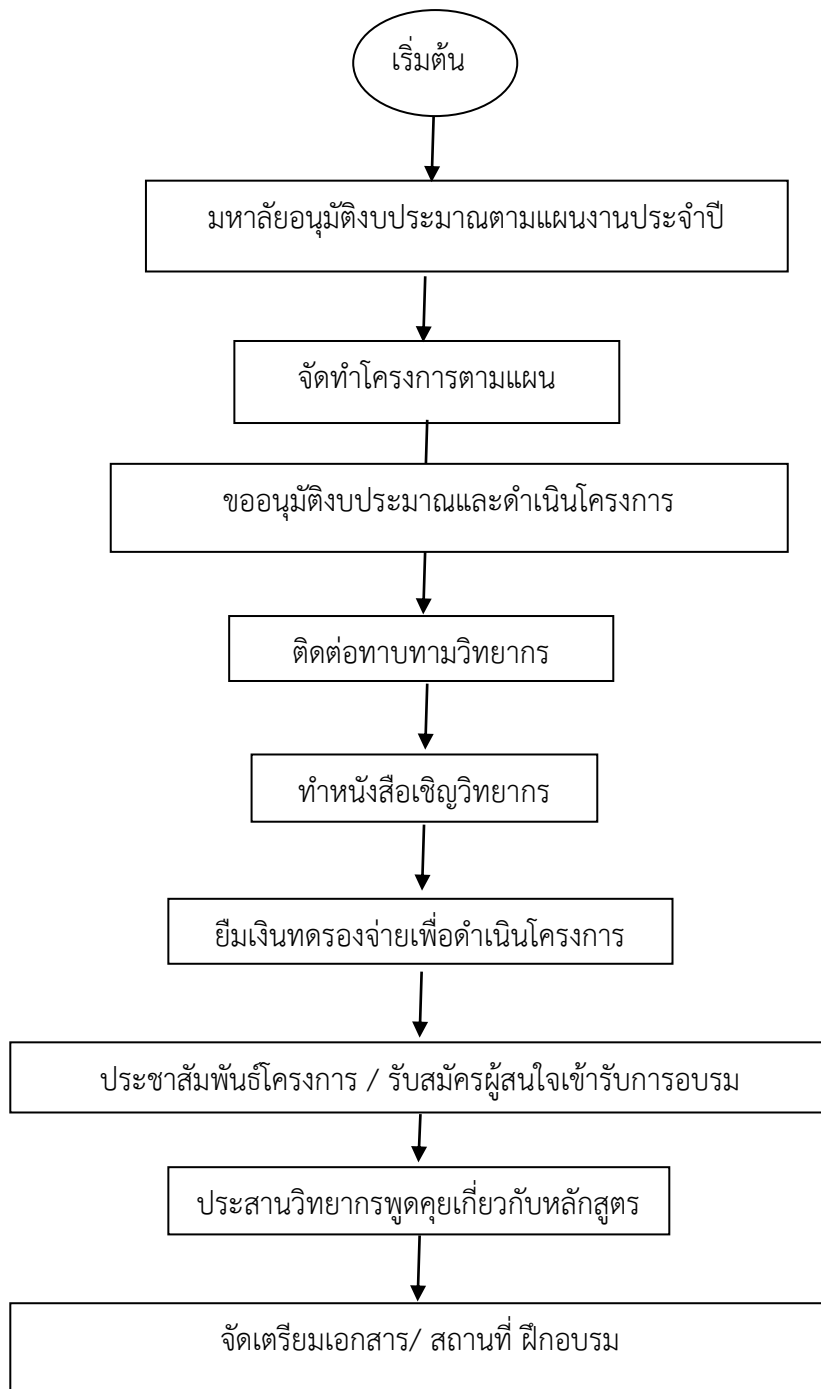 เริ่มต้น
มหาลัยอนุมัติงบประมาณตามแผนงานประจำปี
จัดทำโครงการตามแผน
ขออนุมัติงบประมาณและดำเนินโครงการ
ติดต่อทาบทามวิทยากร
ทำหนังสือเชิญวิทยากร
ยืมเงินทดรองจ่ายเพื่อดำเนินโครงการ
ประชาสัมพันธ์โครงการ / รับสมัครผู้สนใจเข้ารับการอบรม
ประสานวิทยากรพูดคุยเกี่ยวกับหลักสูตร
จัดเตรียมเอกสาร/ สถานที่ ฝึกอบรม